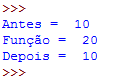 >>>
Antes =  10
Função =  20
Depois =  10
>>>